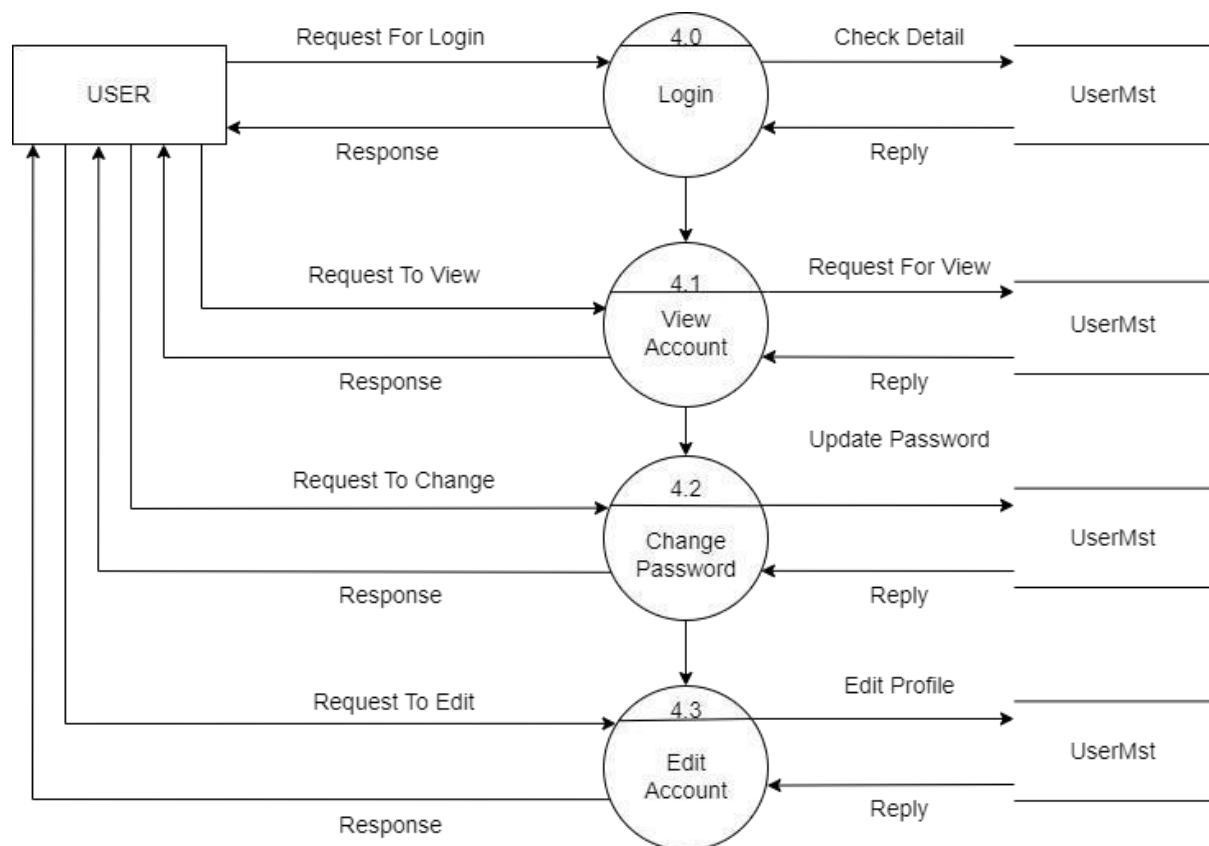 Request For Login
4.0
Check Detail
USER
Login
UserMst
Response
Reply
Request To View
4.1
Request For View
View
Account
UserMst
Response
Reply
Update Password
Request To Change
4.2
Change
Password
UserMst
Response
Reply
Request To Edit
4.3
Edit Profile
Edit
Account
UserMst
Response
Reply